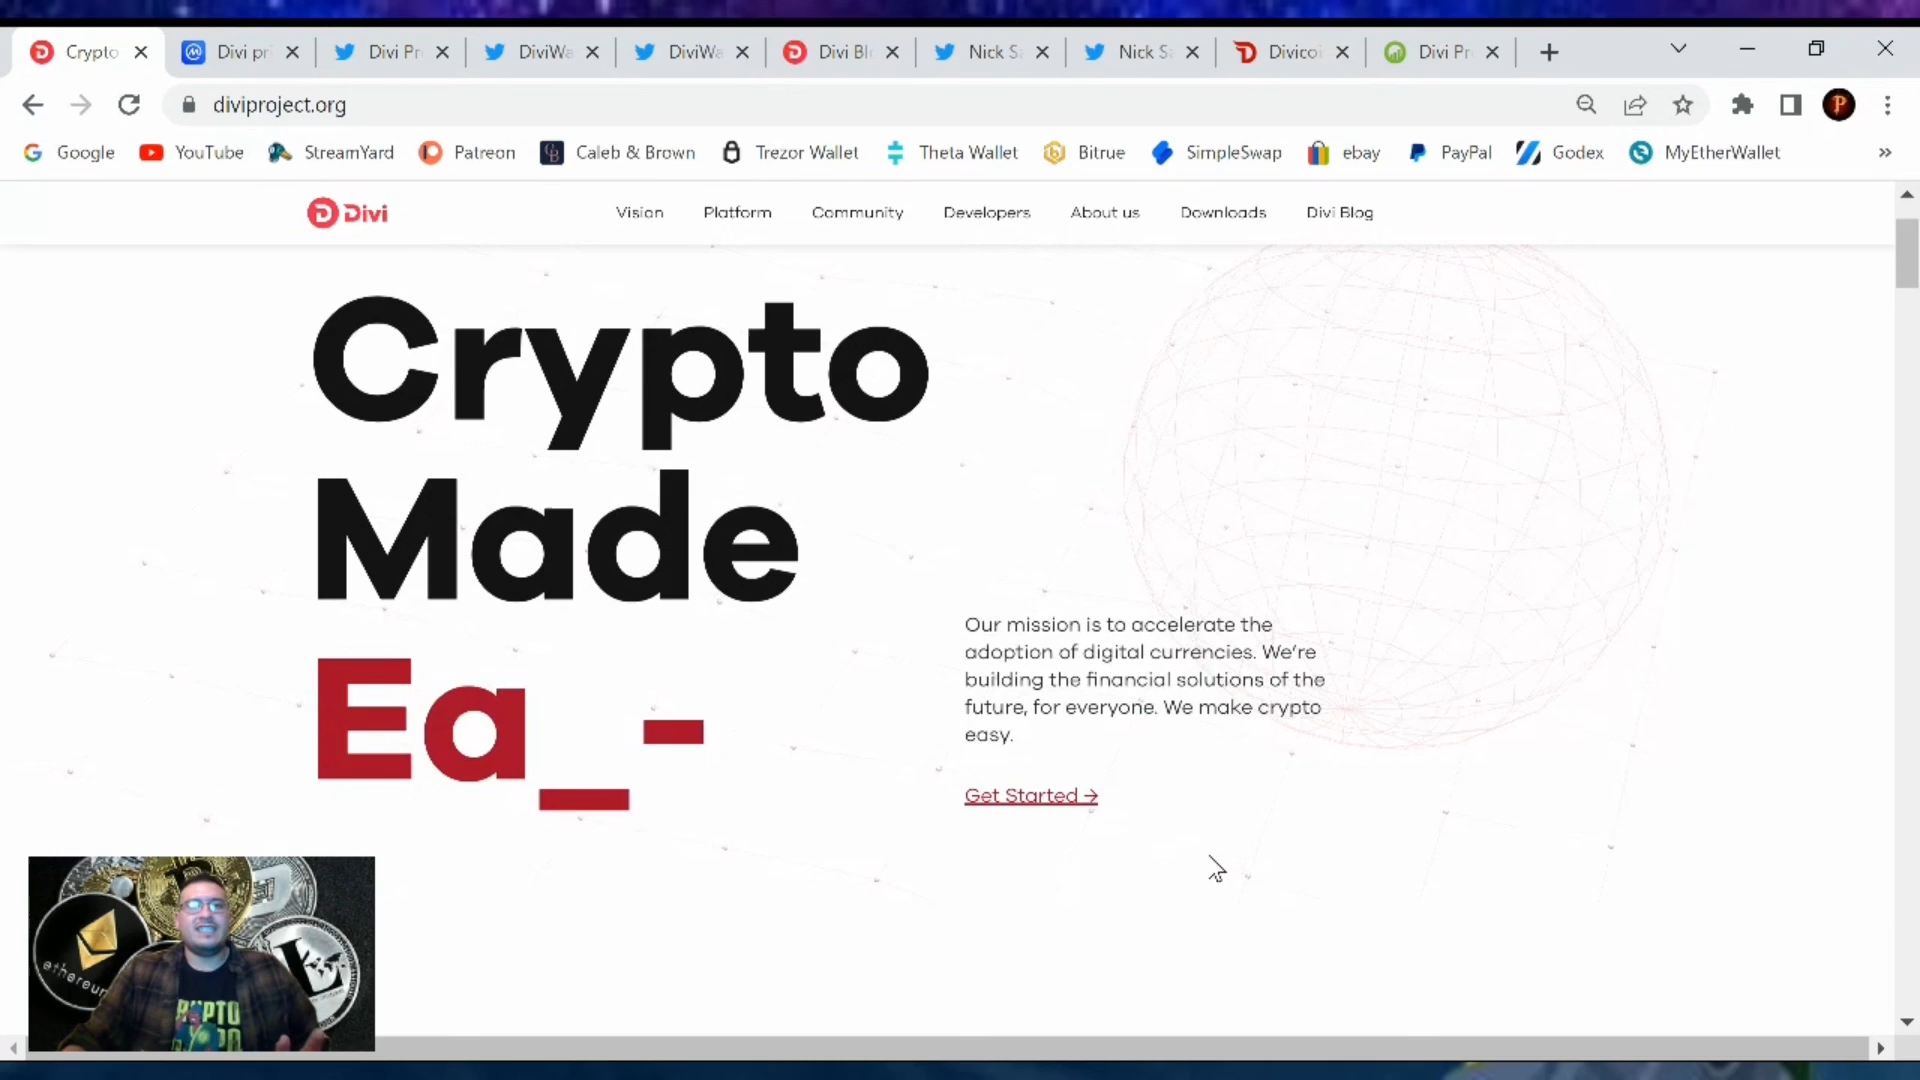 Crypto
Divi pri
Divi Pr
DiviWa
DiviWa
Divi Bl
Nick S
Nick S
Divicoi
Divi Pr
diviproject.org
P
Google
YouTube
StreamYard
Patreon
Caleb & Brown
Trezor Wallet
Theta Wallet
Bitrue
SimpleSwap
ebay
PayPal
Godex
MyEtherWallet
»
Divi
Vision
Platform
Community
Developers
About us
Downloads
Divi Blog
Crypto
Made
Ea_-
Our mission is to accelerate the
adoption of digital currencies. We're
building the financial solutions of the
future, for everyone. We make crypto
easy.
Get Started →
ethereum